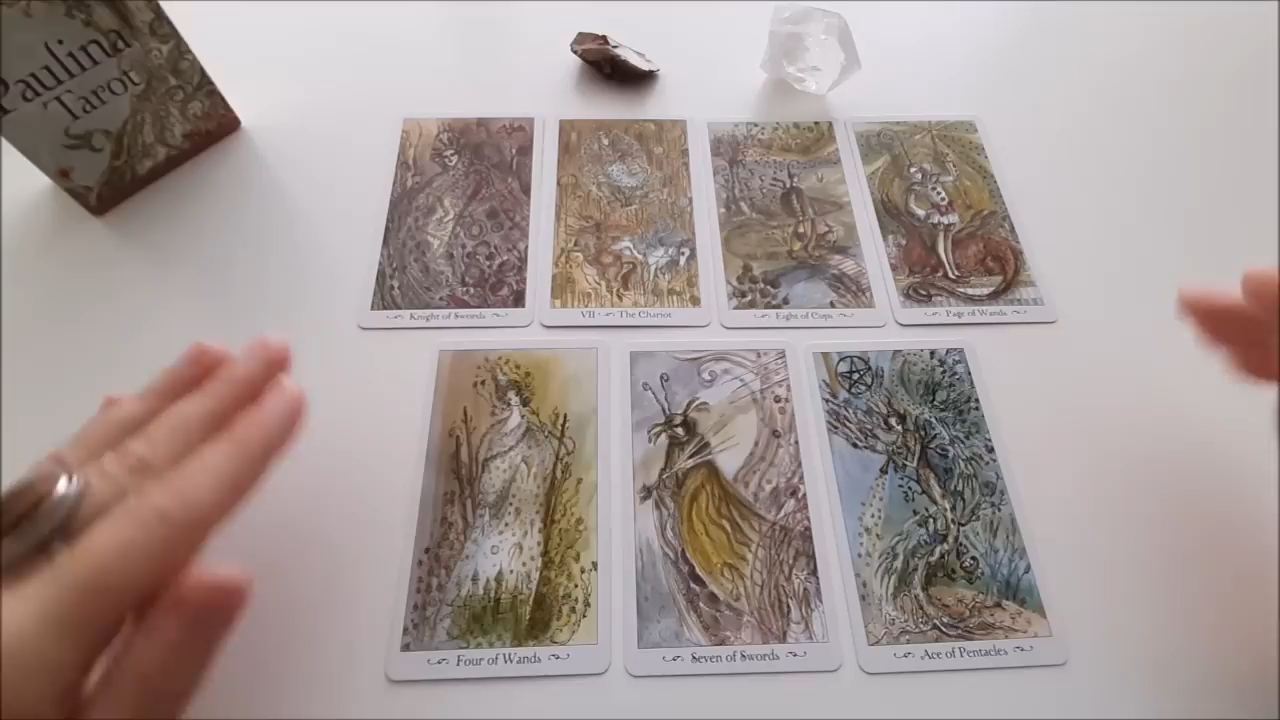 Paulina
Tarot
Knight of Swords
VII The Chariot
Eight of Cups
Page of Wands
Four of Wands
Seven of Swords
Ace of Pentacles